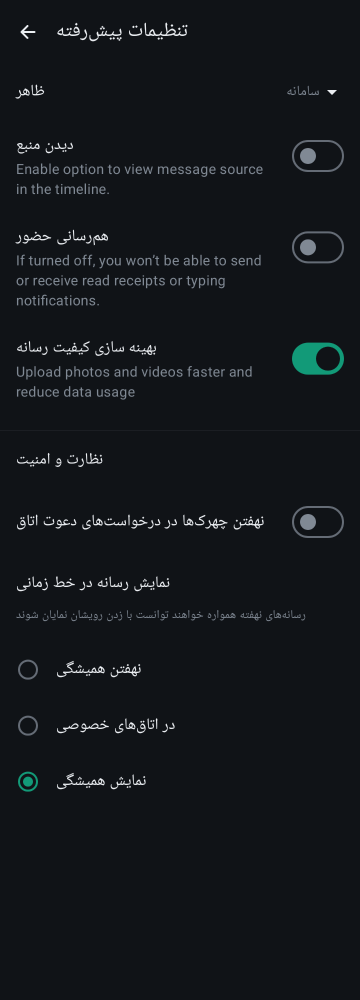 تنظیمات پیش‌رفته
ظاهر
سامانه
دیدن منبع
Enable option to view message source
in the timeline.
هم‌رسانی حضور
If turned off, you won’t be able to send
or receive read receipts or typing
notifications.
بهینه سازی کیفیت رسانه
Upload photos and videos faster and
reduce data usage
نظارت و امنیت
نهفتن چهرک‌ها در درخواست‌های دعوت اتاق
نمایش رسانه در خط زمانی
رسانه‌های نهفته همواره خواهند توانست با زدن رویشان نمایان شوند
نهفتن همیشگی
در اتاق‌های خصوصی
نمایش همیشگی